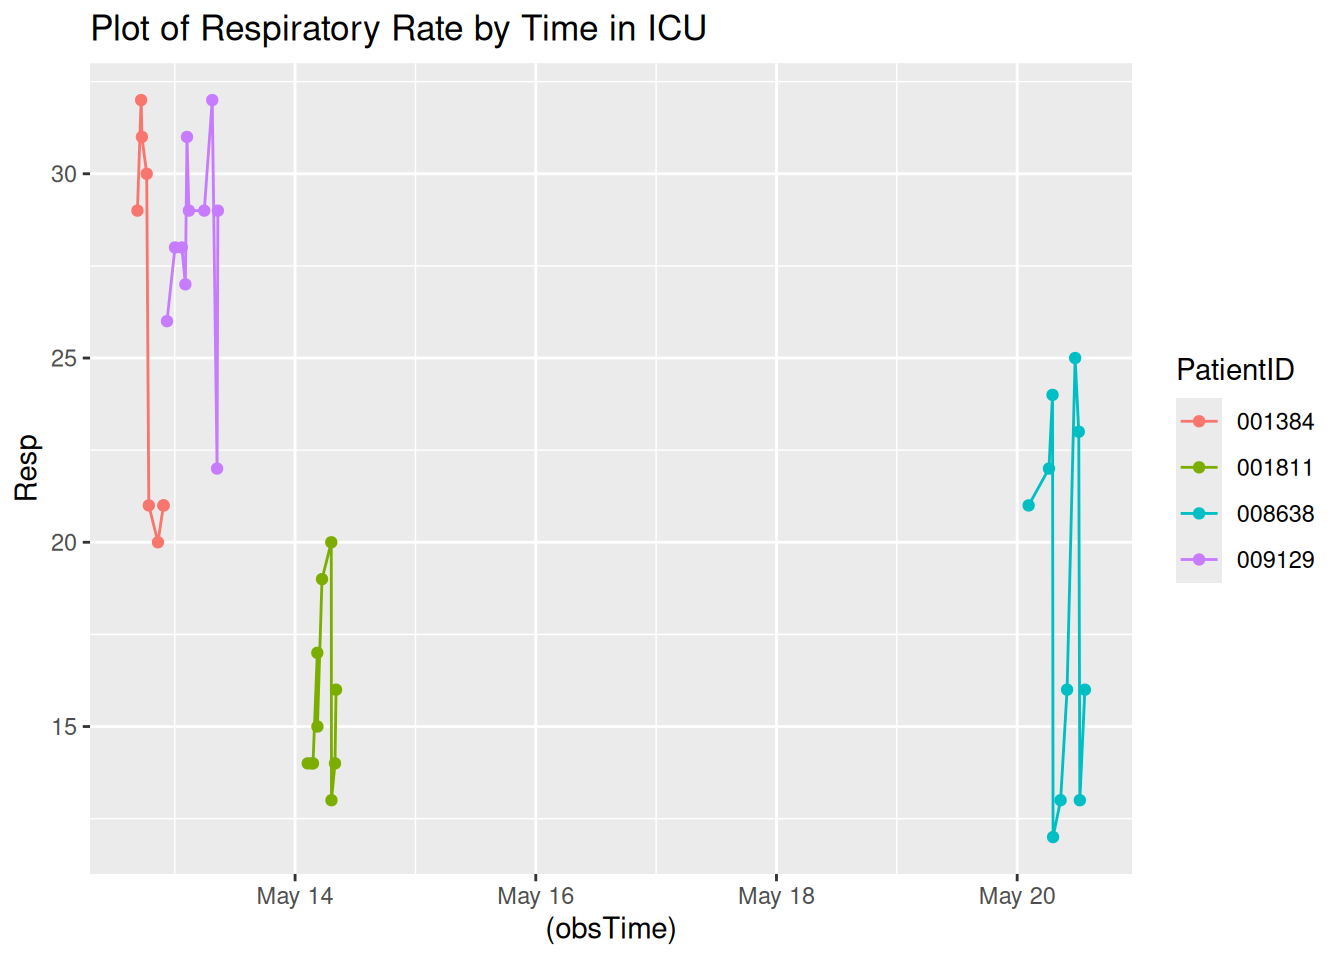 Plot of Respiratory Rate by Time in ICU
Resp
30
25
20
15
May 14
May 16
May 18
May 20
(obsTime)
PatientID
001384
001811
008638
009129